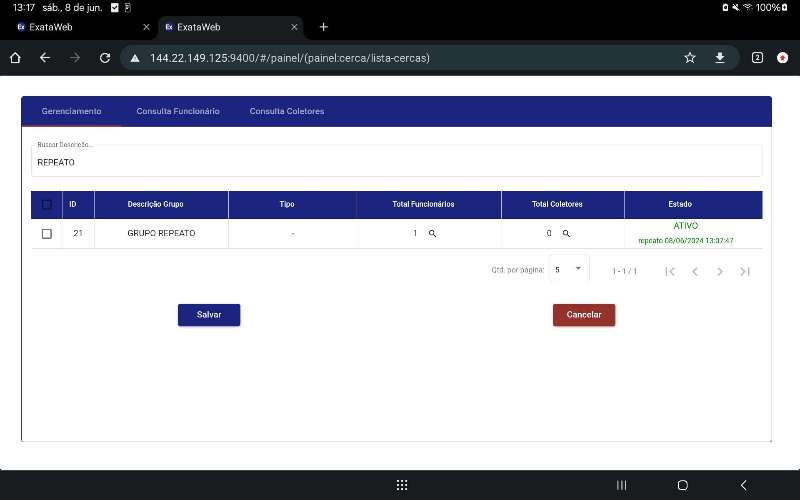 13:17 sáb., 8 de jun. 100%
Ex ExataWeb
Ex ExataWeb
144.22.149.125:9400/#/painel/(painel:cerca/lista-cercas)
2
Gerenciamento Consulta Funcionário Consulta Coletores
Buscar Descrição...
REPEATO
ID Descrição Grupo Tipo Total Funcionários Total Coletores Estado
21 GRUPO REPEATO - 1 0 ATIVO
repeato 08/06/2024 13:07:47
Qtd. por página: 5 1 - 1 / 1
Salvar Cancelar